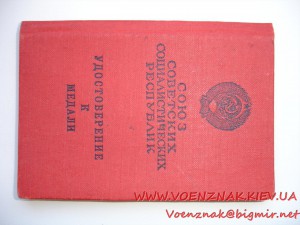 СОЮЗ
СОВЕТСКИХ
СОЦИАЛИСТИЧЕСКИХ
РЕСПУБЛИК
УДОСТОВЕРЕНИЕ
К
МЕДАЛИ
WWW.VOENZNAK.KIEV.UA
Voenznak@bigmir.net